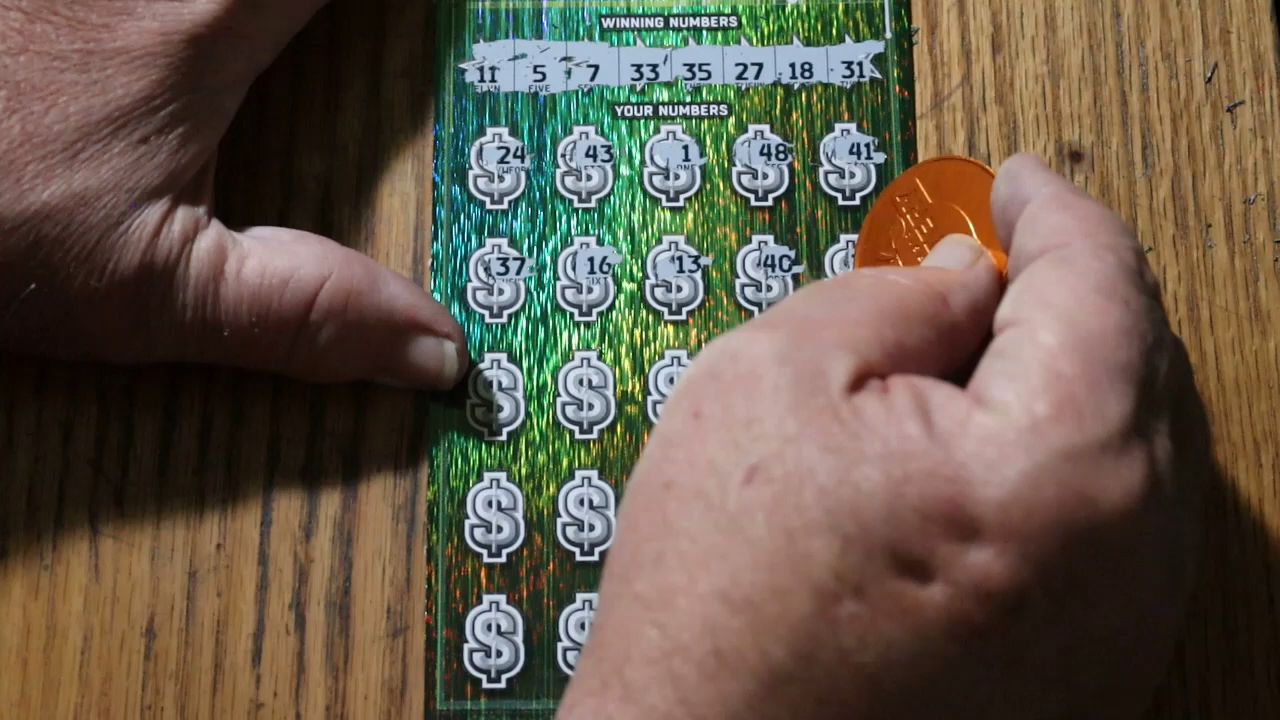 WINNING NUMBERS
11 5 7 33 35 27 18 31
FIVE
YOUR NUMBERS
24 43 1 48 41
37 16 13 40